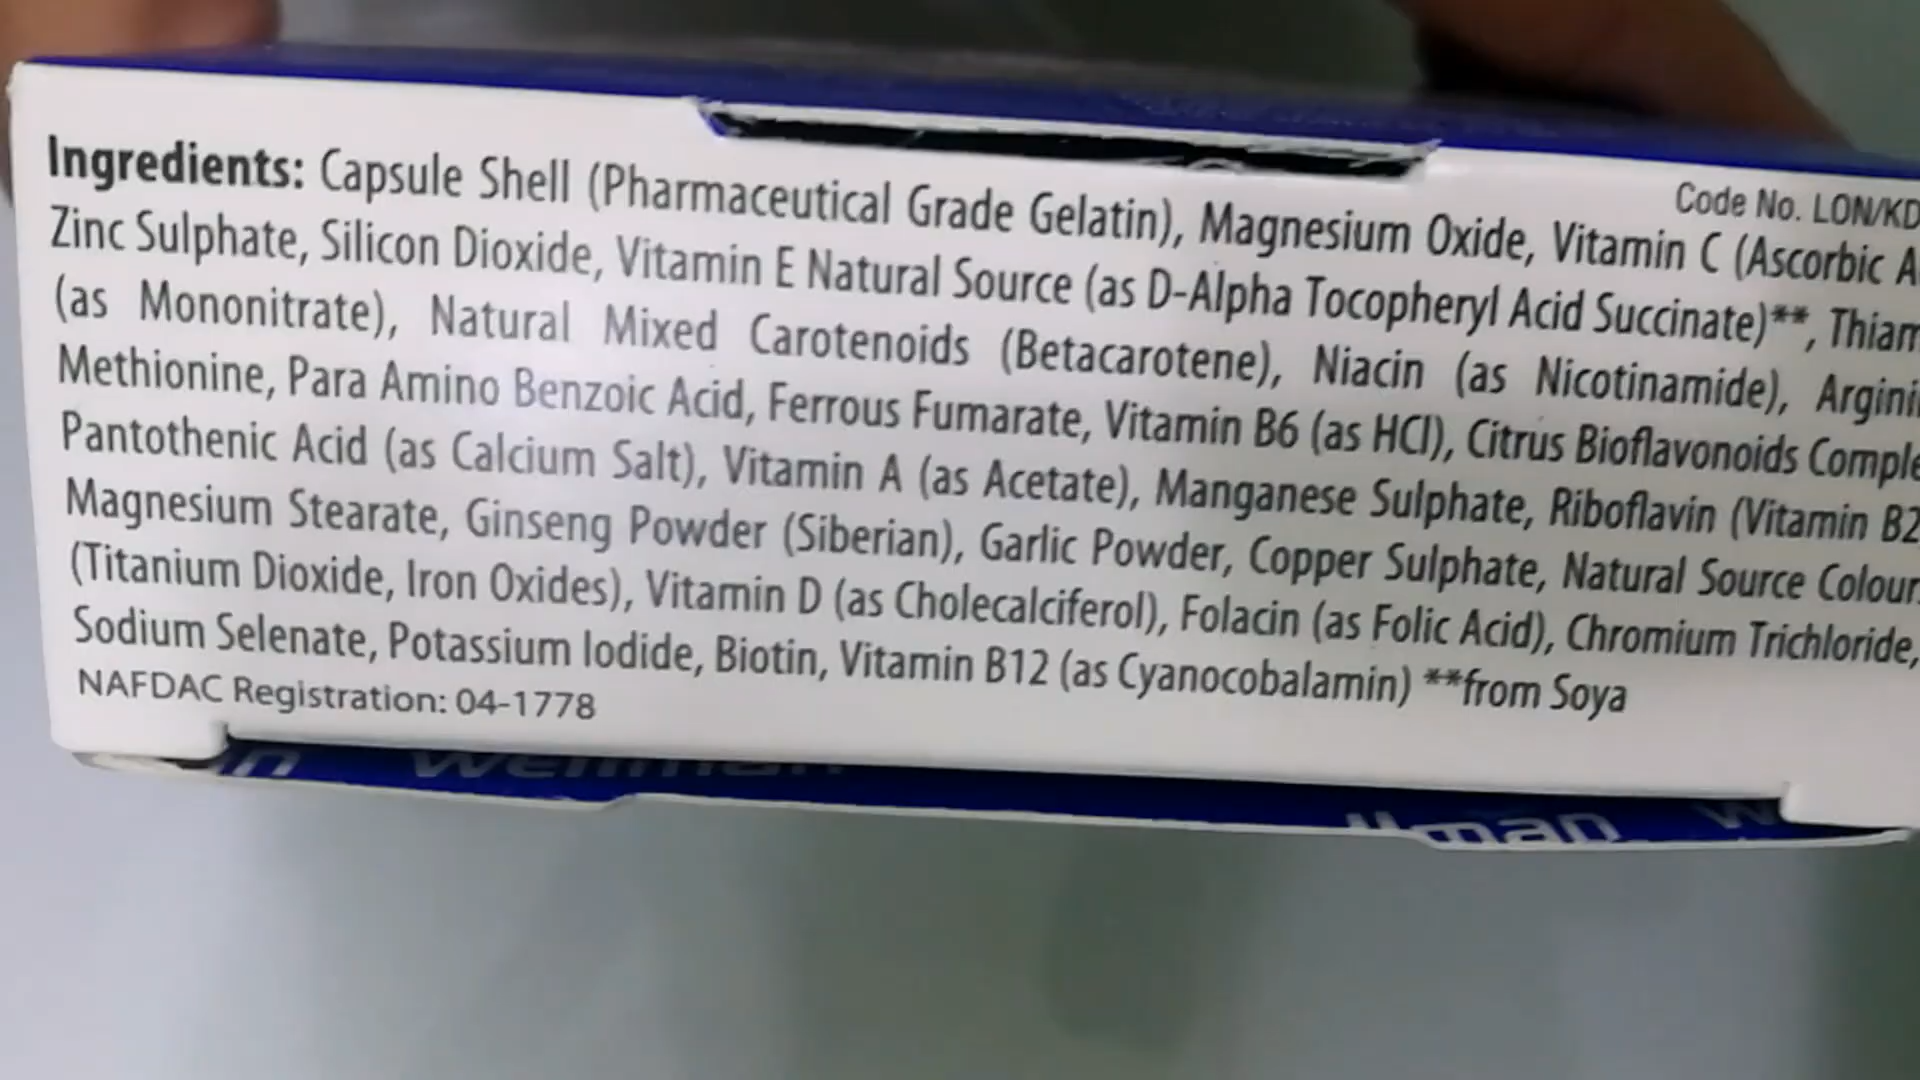 Code No. LON/KD
Ingredients: Capsule Shell (Pharmaceutical Grade Gelatin), Magnesium Oxide, Vitamin C (Ascorbic A
Zinc Sulphate, Silicon Dioxide, Vitamin E Natural Source (as D-Alpha Tocopheryl Acid Succinate)**, Thiam
(as Mononitrate), Natural Mixed Carotenoids (Betacarotene), Niacin (as Nicotinamide), Argini
Methionine, Para Amino Benzoic Acid, Ferrous Fumarate, Vitamin B6 (as HCl), Citrus Bioflavonoids Comple
Pantothenic Acid (as Calcium Salt), Vitamin A (as Acetate), Manganese Sulphate, Riboflavin (Vitamin B2
Magnesium Stearate, Ginseng Powder (Siberian), Garlic Powder, Copper Sulphate, Natural Source Colour
(Titanium Dioxide, Iron Oxides), Vitamin D (as Cholecalciferol), Folacin (as Folic Acid), Chromium Trichloride,
Sodium Selenate, Potassium Iodide, Biotin, Vitamin B12 (as Cyanocobalamin) **from Soya
NAFDAC Registration: 04-1778
wellman